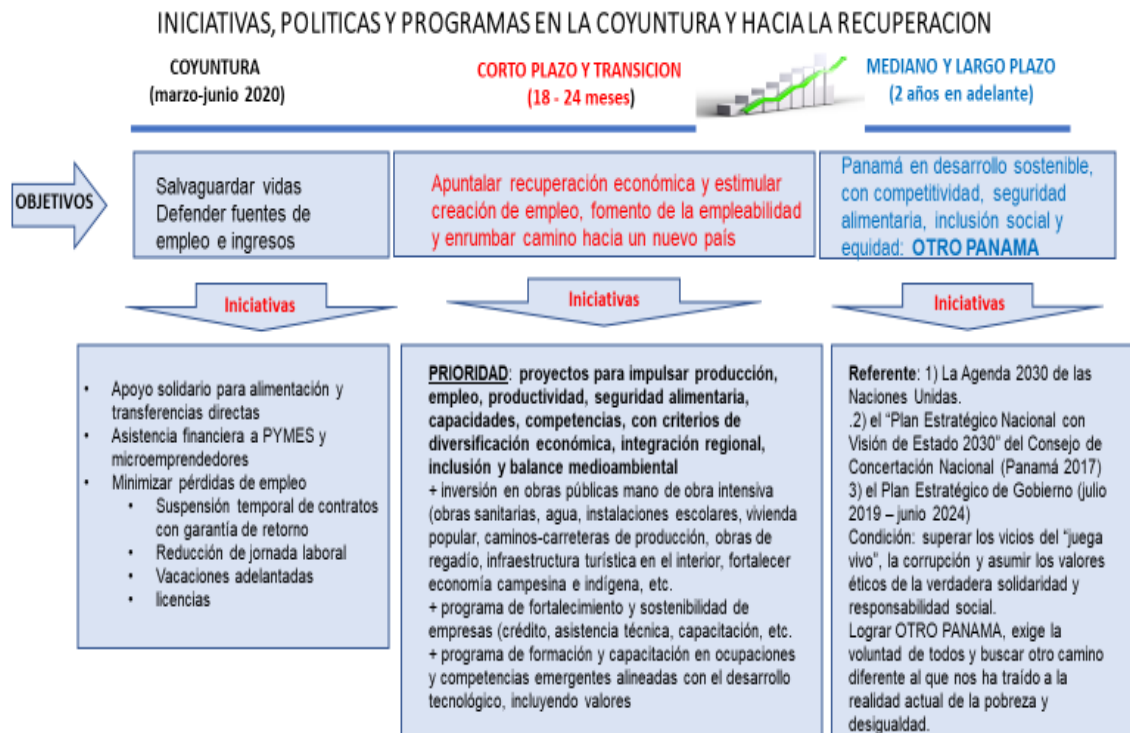 INICIATIVAS, POLITICAS Y PROGRAMAS EN LA COYUNTURA Y HACIA LA RECUPERACION
COYUNTURA
(marzo-junio 2020)
CORTO PLAZO Y TRANSICION
(18 - 24 meses)
MEDIANO Y LARGO PLAZO
(2 años en adelante)
OBJETIVOS
Salvaguardar vidas
Defender fuentes de
empleo e ingresos
Apuntalar recuperación económica y estimular
creación de empleo, fomento de la empleabilidad
y enrumbar camino hacia un nuevo país
Panamá en desarrollo sostenible,
con competitividad, seguridad
alimentaria, inclusión social y
equidad: OTRO PANAMA
Iniciativas
Iniciativas
Iniciativas
• Apoyo solidario para alimentación y
transferencias directas
• Asistencia financiera a PYMES y
microemprendedores
• Minimizar pérdidas de empleo
• Suspensión temporal de contratos
con garantía de retorno
• Reducción de jornada laboral
• Vacaciones adelantadas
• licencias
PRIORIDAD: proyectos para impulsar producción,
empleo, productividad, seguridad alimentaria,
capacidades, competencias, con criterios de
diversificación económica, integración regional,
inclusión y balance medioambiental
+ inversión en obras públicas mano de obra intensiva
(obras sanitarias, agua, instalaciones escolares, vivienda
popular, caminos-carreteras de producción, obras de
regadío, infraestructura turística en el interior, fortalecer
economía campesina e indígena, etc.
+ programa de fortalecimiento y sostenibilidad de
empresas (crédito, asistencia técnica, capacitación, etc.
+ programa de formación y capacitación en ocupaciones
y competencias emergentes alineadas con el desarrollo
tecnológico, incluyendo valores
Referente: 1) La Agenda 2030 de las
Naciones Unidas.
.2) el “Plan Estratégico Nacional con
Visión de Estado 2030” del Consejo de
Concertación Nacional (Panamá 2017)
3) el Plan Estratégico de Gobierno (julio
2019 – junio 2024)
Condición: superar los vicios del “juega
vivo”, la corrupción y asumir los valores
éticos de la verdadera solidaridad y
responsabilidad social.
Lograr OTRO PANAMA, exige la
voluntad de todos y buscar otro camino
diferente al que nos ha traído a la
realidad actual de la pobreza y
desigualdad.